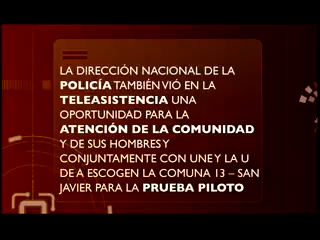 LA DIRECCIÓN NACIONAL DE LA
POLICÍA TAMBIÉN VIÓ EN LA
TELEASISTENCIA UNA
OPORTUNIDAD PARA LA
ATENCIÓN DE LA COMUNIDAD
Y DE SUS HOMBRES Y
CONJUNTAMENTE CON UNE Y LA U
DE A ESCOGEN LA COMUNA 13 – SAN
JAVIER PARA LA PRUEBA PILOTO